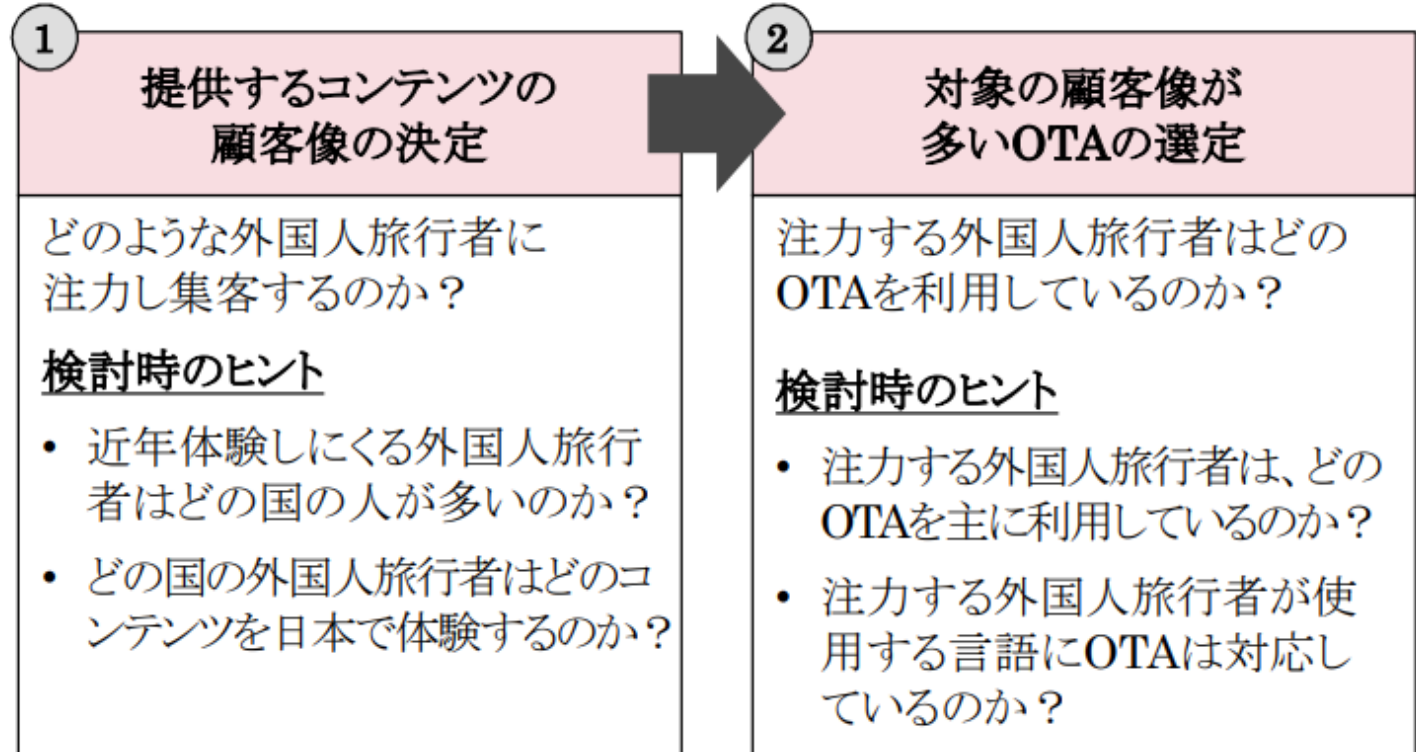 1
提供するコンテンツの
顧客像の決定
どのような外国人旅行者に
注力し集客するのか？
検討時のヒント
• 近年体験しにくる外国人旅行
者はどの国の人が多いのか？
• どの国の外国人旅行者はどのコ
ンテンツを日本で体験するのか？
2
対象の顧客像が
多いOTAの選定
注力する外国人旅行者はどの
OTAを利用しているのか？
検討時のヒント
• 注力する外国人旅行者は、どの
OTAを主に利用しているのか？
• 注力する外国人旅行者が使
用する言語にOTAは対応し
ているのか？